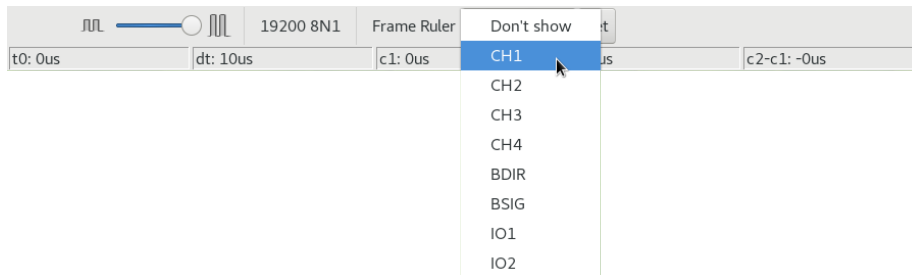 19200 8N1 Frame Ruler Don't show
t0: 0us dt: 10us c1: 0us CH1 c2-c1: -0us
CH2
CH3
CH4
BDIR
BSIG
IO1
IO2